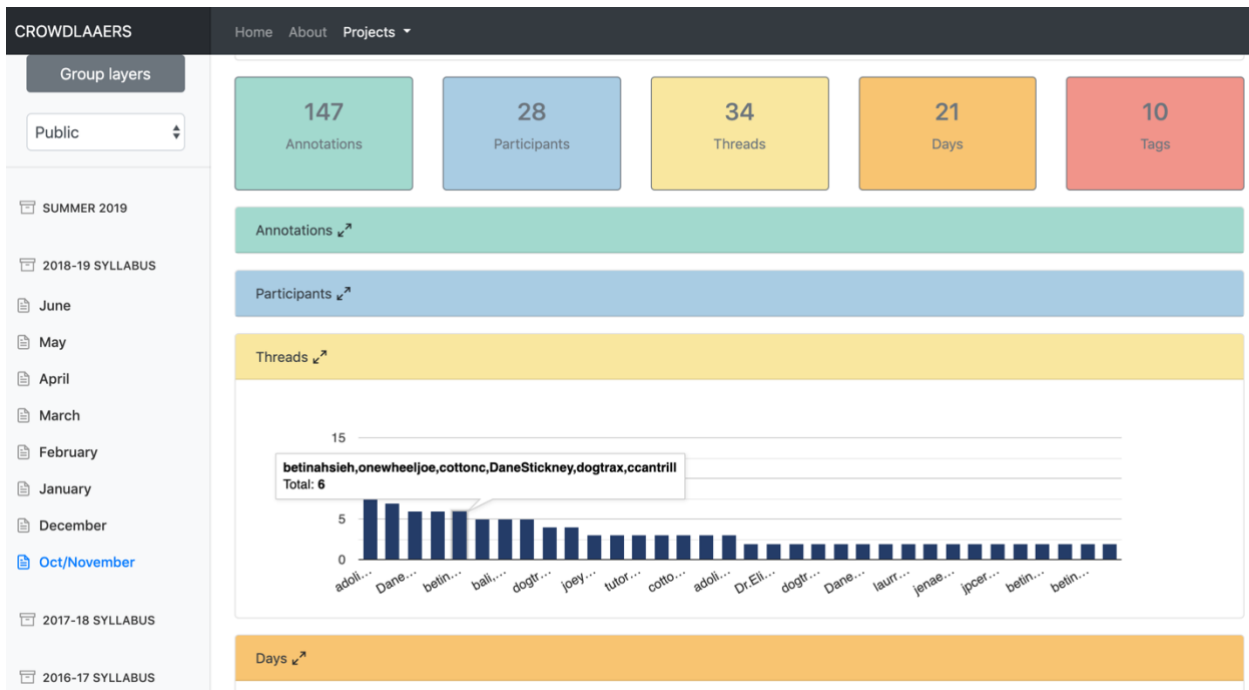 CROWDLAAERS
Home About Projects
Group layers
Public
SUMMER 2019
2018-19 SYLLABUS
June
May
April
March
February
January
December
Oct/November
2017-18 SYLLABUS
2016-17 SYLLABUS
147
Annotations
28
Participants
34
Threads
21
Days
10
Tags
Annotations
Participants
Threads
15
betinahsieh,onewheeljoe,cottonc,DaneStickney,dogtrax,ccantrill
Total: 6
5
0
adoli...
Dane...
betin...
bali,...
dogtr...
joey...
tutor...
cotto...
adoli...
Dr.Eli...
dogtr...
Dane...
laurr...
jenae...
jpcer...
betin...
betin...
Days